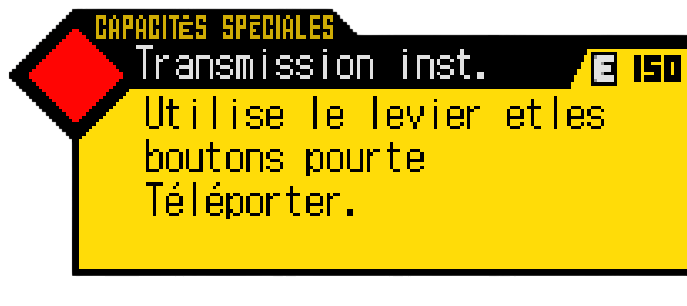 CAPACITÉS SPÉCIALES
Transmission inst.
E 150
Utilise le levier etles
boutons pourte
Téléporter.